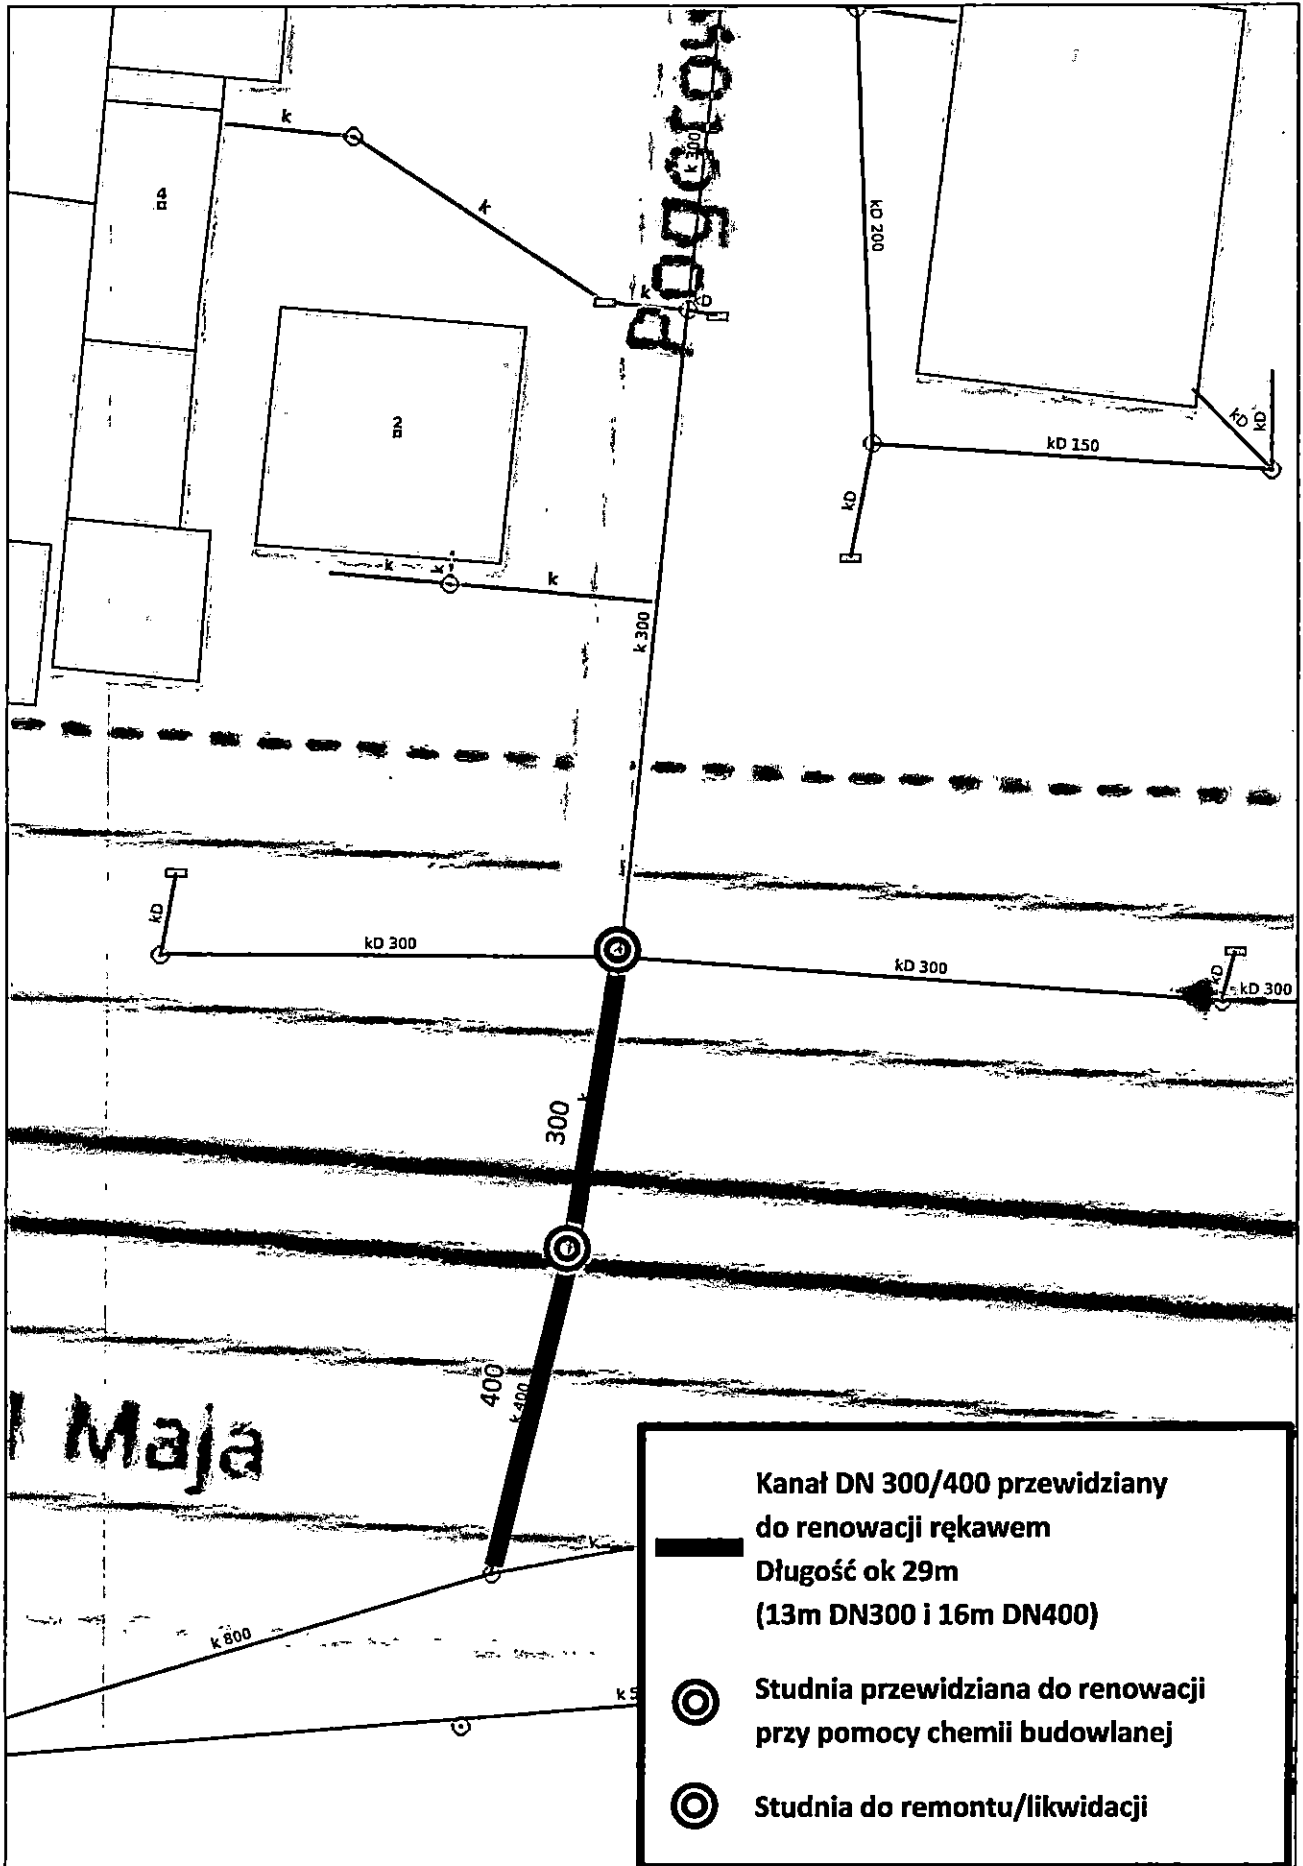 k
4
k
k 300
Podgór
kD 200
k
kD
2
kD 150
kD
kD
kD
k
k
k
k 300
kD
kD 300
kD 300
kD
kD 300
300
400
k 400
I Maja
k
k 800
k 5
Kanał DN 300/400 przewidziany
do renowacji rękawem
Długość ok 29m
(13m DN300 i 16m DN400)
Studnia przewidziana do renowacji
przy pomocy chemii budowlanej
Studnia do remontu/likwidacji